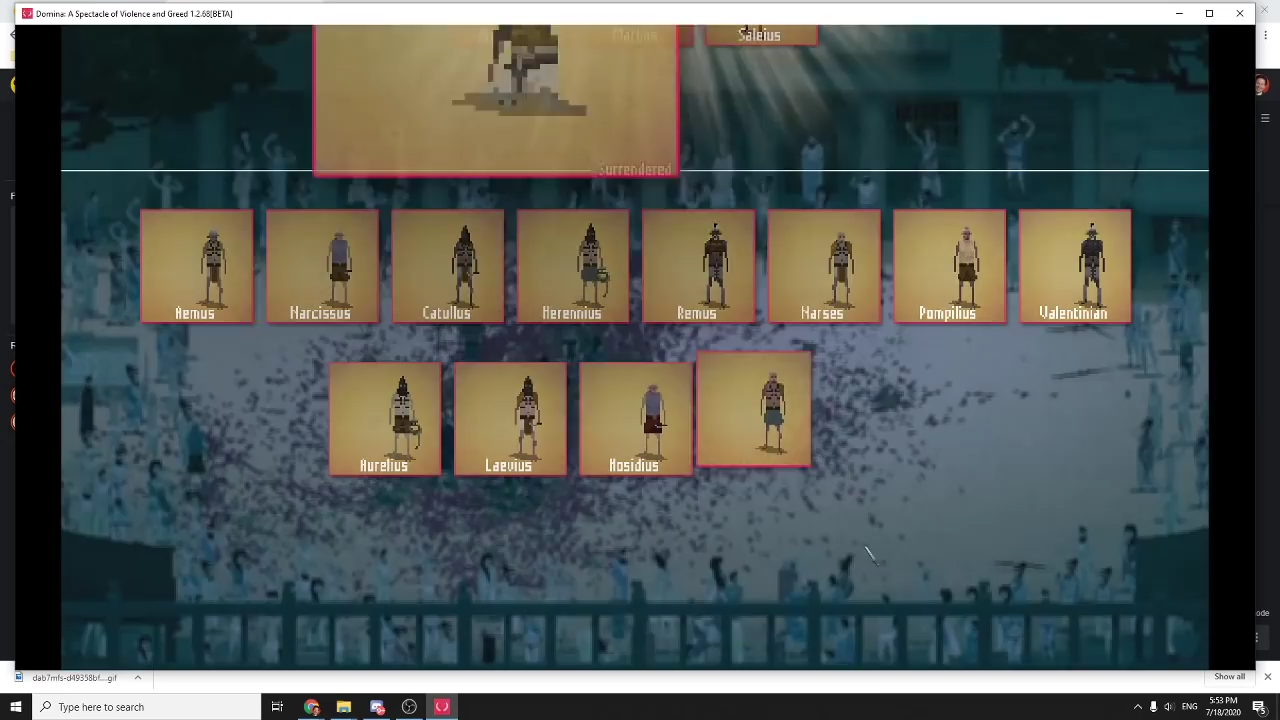 Domina: A Spectacle of Violence and Greed 1.2.68[BETA]
Saleius
Surrendered
Aemus
Narcissus
Catullus
Herennius
Remus
Narses
Pompilius
Valentinian
Aurelius
Laevius
Hosidius
dab7mfs-d49358bf....gif
Show all
Type here to search
ENG
5:53 PM
7/18/2020
5